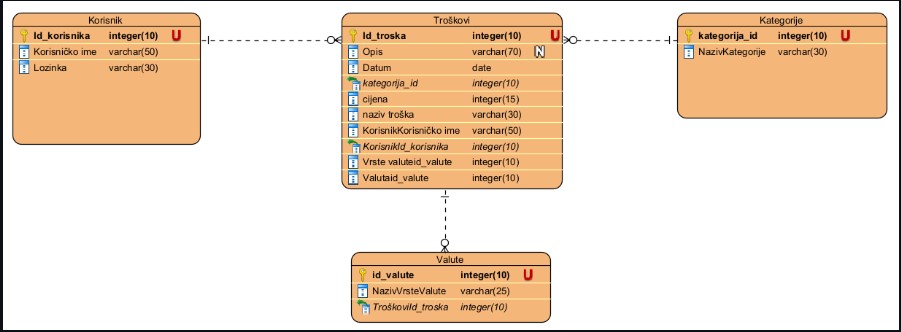 Korisnik
Id_korisnika integer(10) U
Korisničko ime varchar(50)
Lozinka varchar(30)
Troškovi
Id_troska integer(10) U
Opis varchar(70) N
Datum date
kategorija_id integer(10)
cijena integer(15)
naziv troška varchar(30)
KorisnikKorisničko ime varchar(50)
KorisnikId_korisnika integer(10)
Vrste valuteid_valute integer(10)
Valutaid_valute integer(10)
Kategorije
kategorija_id integer(10) U
NazivKategorije varchar(30)
Valute
id_valute integer(10) U
NazivVrsteValute varchar(25)
TroškoviId_troska integer(10)